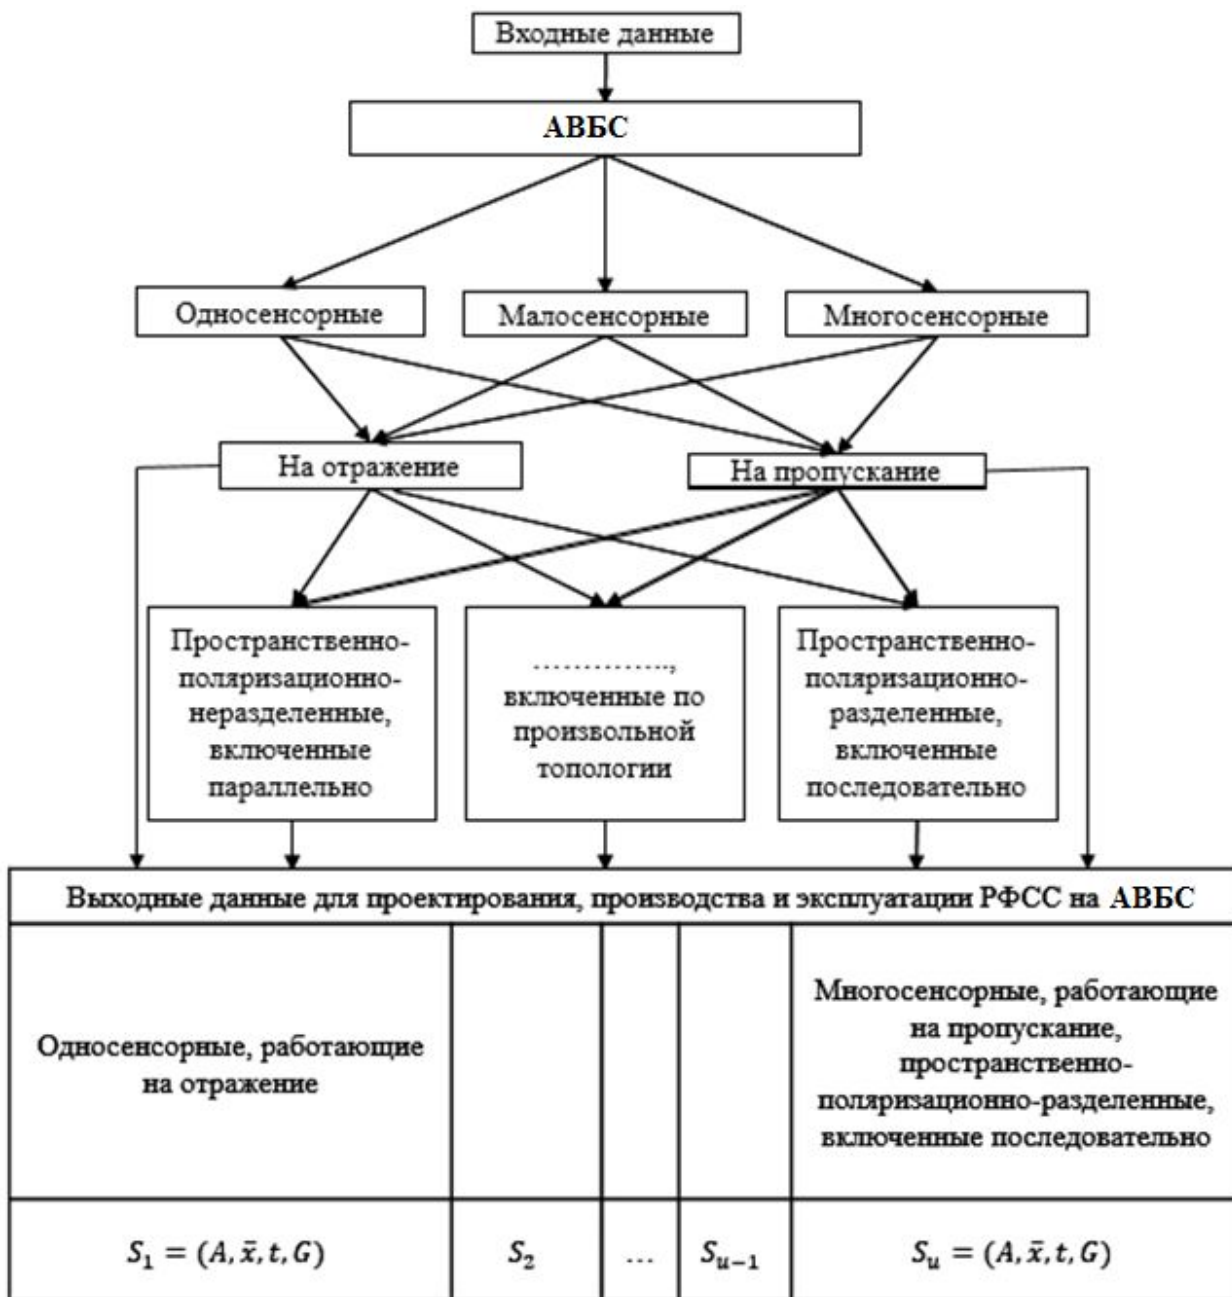 Входные данные
АВБС
Односенсорные
Малосенсорные
Многосенсорные
На отражение
На пропускание
Пространственно-
поляризационно-
неразделенные,
включенные
параллельно
…………..,
включенные по
произвольной
топологии
Пространственно-
поляризационно-
разделенные,
включенные
последовательно
Выходные данные для проектирования, производства и эксплуатации РФСС на АВБС
Односенсорные, работающие
на отражение
Многосенсорные, работающие
на пропускание,
пространственно-
поляризационно-разделенные,
включенные последовательно
S₁ = (A, x̄, t, G)
S₂
…
Sᵤ₋₁
Sᵤ = (A, x̄, t, G)